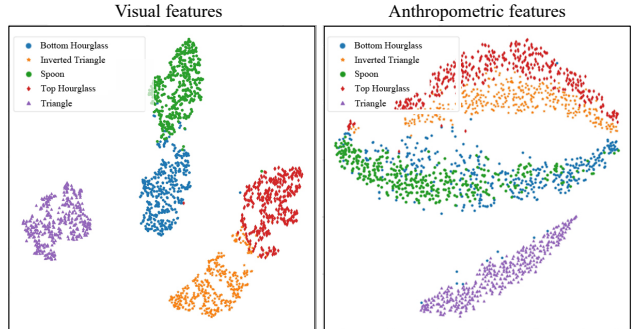 Visual features
Bottom Hourglass
Inverted Triangle
Spoon
Top Hourglass
Triangle
Anthropometric features
Bottom Hourglass
Inverted Triangle
Spoon
Top Hourglass
Triangle